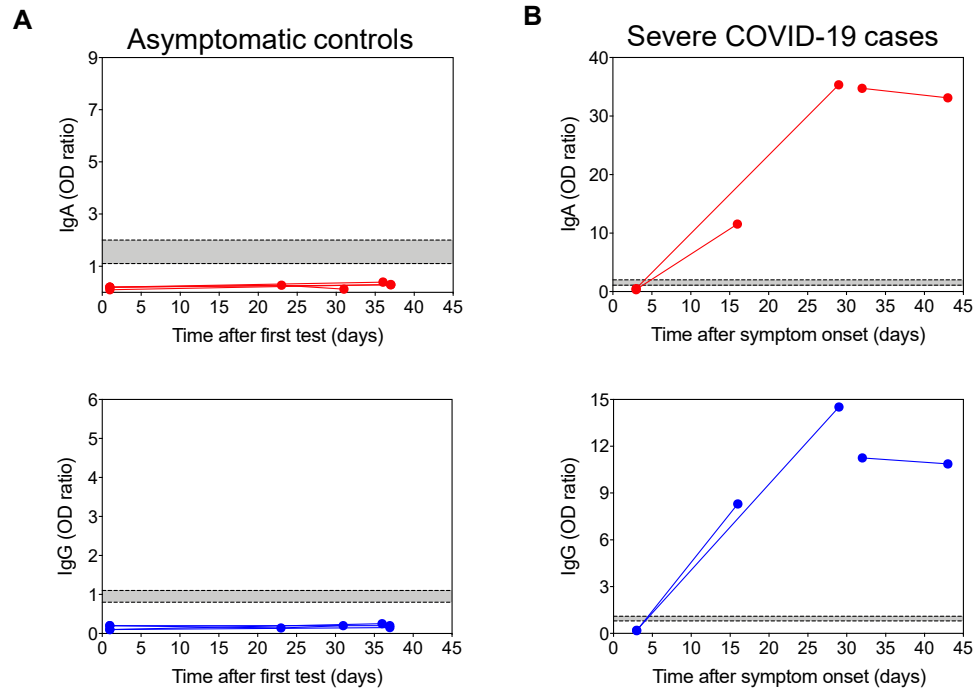 A
Asymptomatic controls
9
7
5
3
1
IgA (OD ratio)
0 5 10 15 20 25 30 35 40 45
Time after first test (days)
6
5
4
3
2
1
0
IgG (OD ratio)
0 5 10 15 20 25 30 35 40 45
Time after first test (days)
B
Severe COVID-19 cases
40
30
20
10
0
IgA (OD ratio)
0 5 10 15 20 25 30 35 40 45
Time after symptom onset (days)
15
12
9
6
3
0
IgG (OD ratio)
0 5 10 15 20 25 30 35 40 45
Time after symptom onset (days)